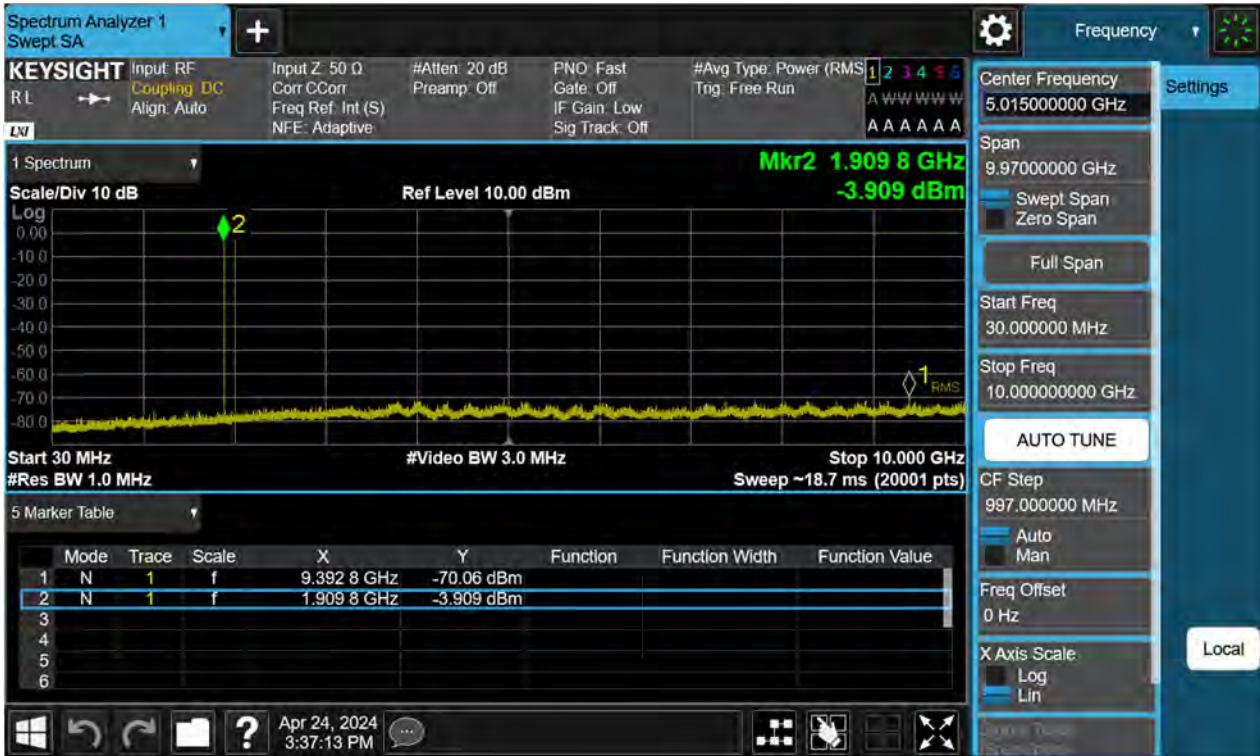 Spectrum Analyzer 1
Swept SA
+
Frequency
KEYSIGHT
R L
LXI
Input: RF
Coupling: DC
Align: Auto
Input Z: 50 Ω
Corr CCorr
Freq Ref: Int (S)
NFE: Adaptive
#Atten: 20 dB
Preamp: Off
PNO: Fast
Gate: Off
IF Gain: Low
Sig Track: Off
#Avg Type: Power (RMS
Trig: Free Run
1 2 3 4 5 6
A W W W W W
A A A A A A
1 Spectrum
Mkr2 1.909 8 GHz
-3.909 dBm
Scale/Div 10 dB
Ref Level 10.00 dBm
Log
0.00
-10.0
-20.0
-30.0
-40.0
-50.0
-60.0
-70.0
-80.0
2
1
RMS
Start 30 MHz
#Video BW 3.0 MHz
Stop 10.000 GHz
#Res BW 1.0 MHz
Sweep ~18.7 ms (20001 pts)
5 Marker Table
Mode Trace Scale X Y Function Function Width Function Value
1 N 1 f 9.392 8 GHz -70.06 dBm
2 N 1 f 1.909 8 GHz -3.909 dBm
3
4
5
6
Apr 24, 2024
3:37:13 PM
?
Center Frequency
5.015000000 GHz
Settings
Span
9.97000000 GHz
Swept Span
Zero Span
Full Span
Start Freq
30.000000 MHz
Stop Freq
10.000000000 GHz
AUTO TUNE
CF Step
997.000000 MHz
Auto
Man
Freq Offset
0 Hz
X Axis Scale
Log
Lin
Local